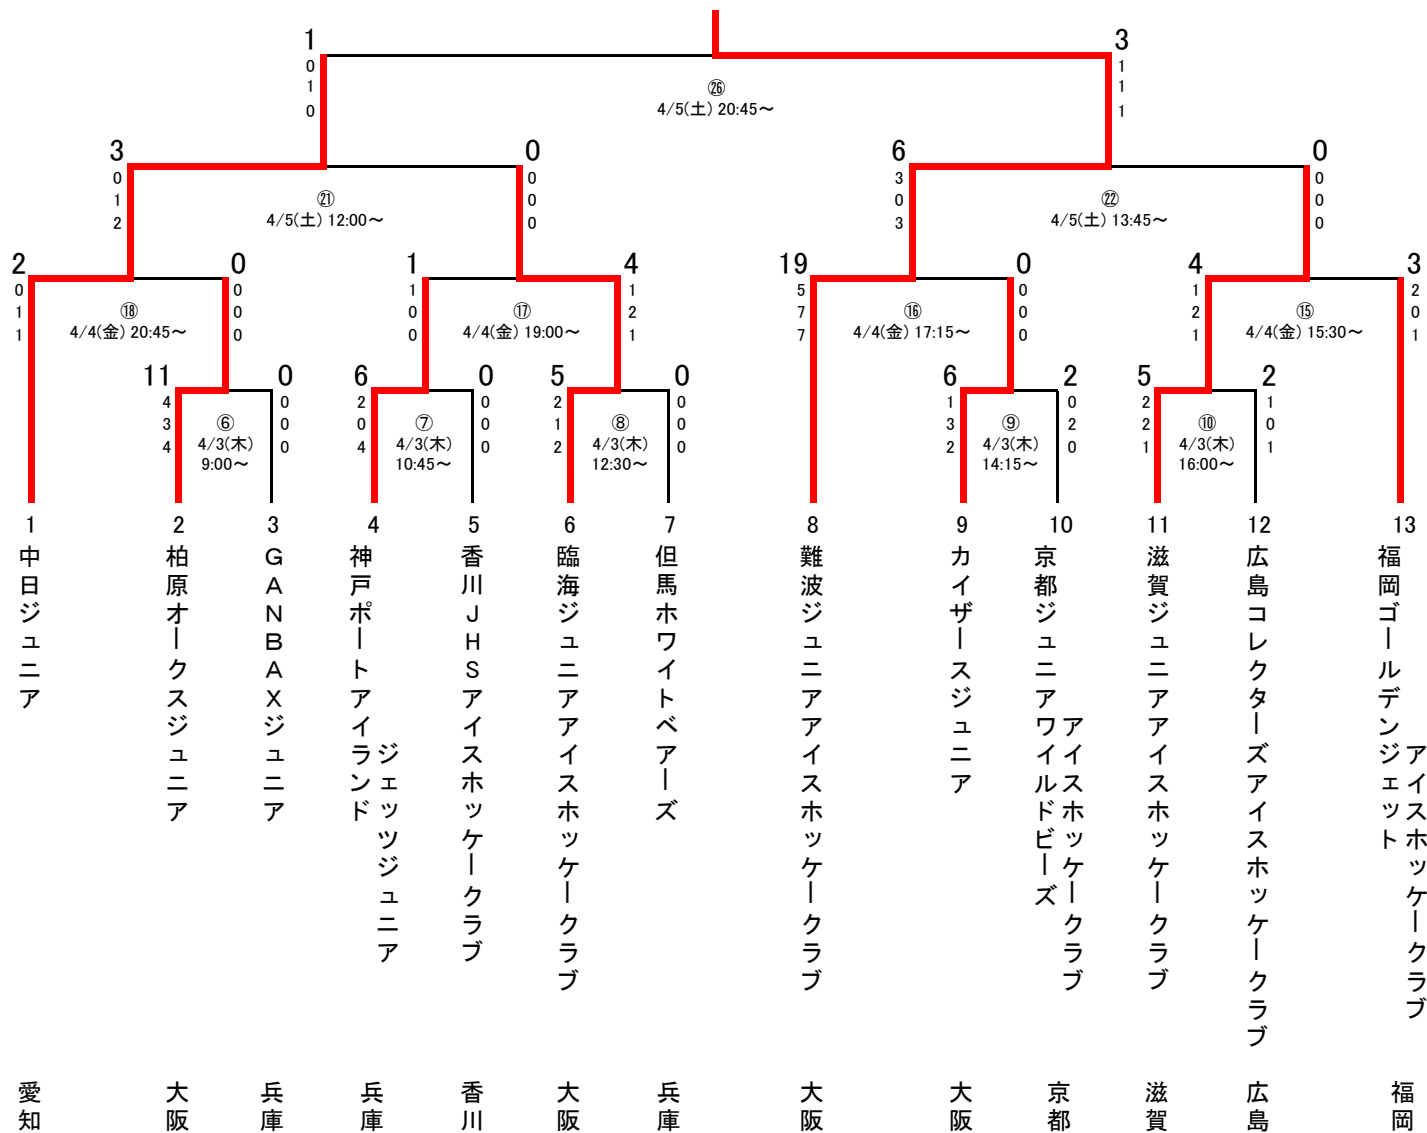 1 3
0 1
1 1
0 1
㉖
4/5(土) 20:45～
3 0 6 0
0 0 3 0
1 0 0 0
2 0 3 0
㉑ ㉒
4/5(土) 12:00～ 4/5(土) 13:45～
2 0 1 4 19 0 4 3
0 0 1 1 5 0 1 2
1 0 0 2 7 0 2 0
1 0 0 1 7 0 1 1
⑱ ⑰ ⑯ ⑮
4/4(金) 20:45～ 4/4(金) 19:00～ 4/4(金) 17:15～ 4/4(金) 15:30～
11 0 6 0 5 0 6 2 5 2
4 0 2 0 2 0 1 0 2 1
3 0 0 0 1 0 3 2 2 0
4 0 4 0 2 0 2 0 1 1
⑥ ⑦ ⑧ ⑨ ⑩
4/3(木) 4/3(木) 4/3(木) 4/3(木) 4/3(木)
9:00～ 10:45～ 12:30～ 14:15～ 16:00～
1 2 3 4 5 6 7 8 9 10 11 12 13
中日ジュニア
柏原オークスジュニア
GANBAXジュニア
神戸ポートアイランド
ジェッツジュニア
香川JHSアイスホッケークラブ
臨海ジュニアアイスホッケークラブ
但馬ホワイトベアーズ
難波ジュニアアイスホッケークラブ
カイザースジュニア
京都ジュニアワイルドビーズ
アイスホッケークラブ
滋賀ジュニアアイスホッケークラブ
広島コレクターズアイスホッケークラブ
福岡ゴールデンジェット
アイスホッケークラブ
愛知
大阪
兵庫
兵庫
香川
大阪
兵庫
大阪
大阪
京都
滋賀
広島
福岡